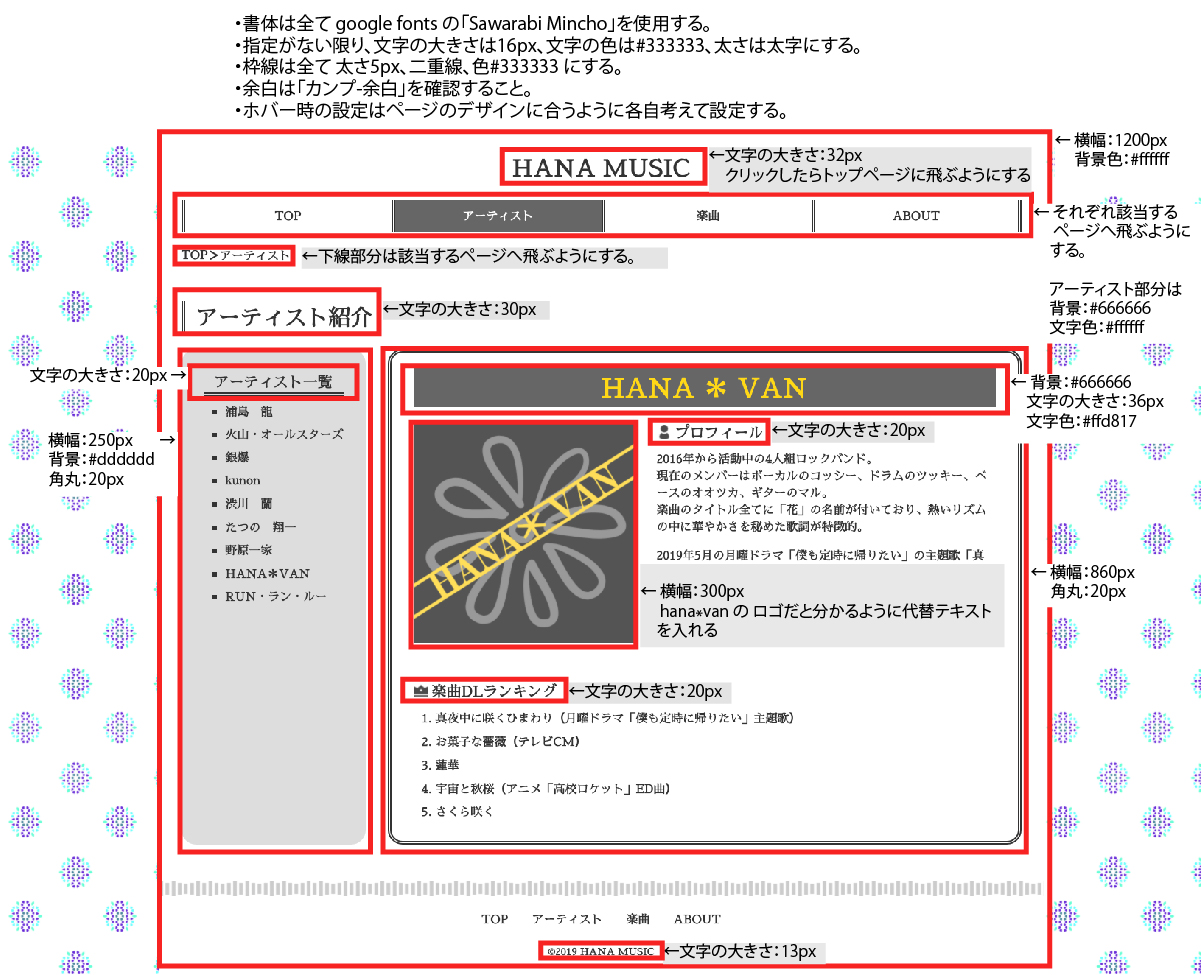 ・書体は全て google fonts の「Sawarabi Mincho」を使用する。
・指定がない限り、文字の大きさは16px、文字の色は#333333、太さは太字にする。
・枠線は全て 太さ5px、二重線、色#333333 にする。
・余白は「カンプ-余白」を確認すること。
・ホバー時の設定はページのデザインに合うように各自考えて設定する。
←横幅：1200px
背景色：#ffffff
HANA MUSIC
←文字の大きさ：32px
クリックしたらトップページに飛ぶようにする
TOP アーティスト 楽曲 ABOUT
←それぞれ該当する
ページへ飛ぶように
する。
TOP＞アーティスト
←下線部分は該当するページへ飛ぶようにする。
アーティスト部分は
背景：#666666
文字色：#ffffff
アーティスト紹介
←文字の大きさ：30px
文字の大きさ：20px→
アーティスト一覧
横幅：250px →
背景：#dddddd
角丸：20px
浦島　龍
火山・オールスターズ
銀爆
kunon
渋川　蘭
たつの　翔一
野原一家
HANA＊VAN
RUN・ラン・ルー
HANA＊VAN
←背景：#666666
文字の大きさ：36px
文字色：#ffd817
HANA＊VAN
プロフィール
←文字の大きさ：20px
2016年から活動中の4人組ロックバンド。
現在のメンバーはボーカルのコッシー、ドラムのツッキー、ベ
ースのオオツカ、ギターのマル。
楽曲のタイトル全てに「花」の名前が付いており、熱いリズム
の中に華やかさを秘めた歌詞が特徴的。
2019年5月の月曜ドラマ「僕も定時に帰りたい」の主題歌「真
←横幅：300px
hana*van の ロゴだと分かるように代替テキスト
を入れる
←横幅：860px
角丸：20px
楽曲DLランキング
←文字の大きさ：20px
1. 真夜中に咲くひまわり（月曜ドラマ「僕も定時に帰りたい」主題歌）
2. お菓子な薔薇（テレビCM）
3. 蓮華
4. 宇宙と秋桜（アニメ「高校ロケット」ED曲）
5. さくら咲く
TOP アーティスト 楽曲 ABOUT
©2019 HANA MUSIC
←文字の大きさ：13px